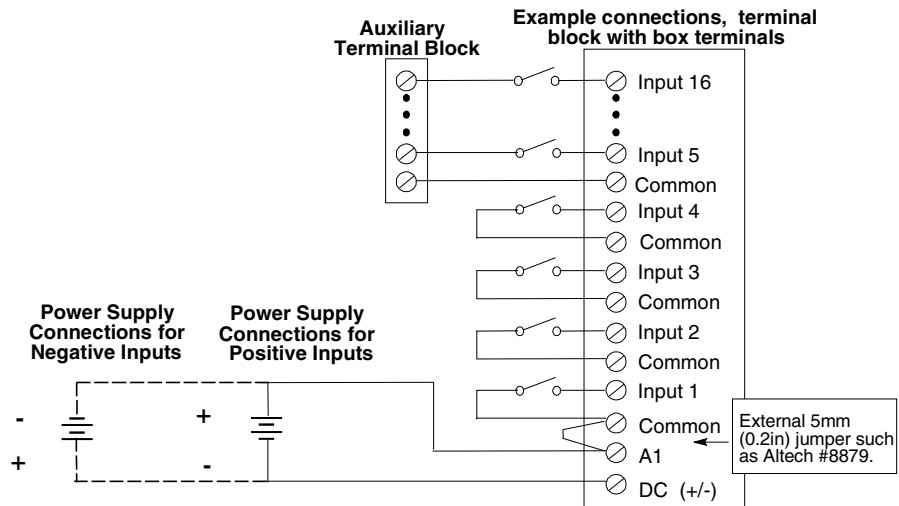 Auxiliary
Terminal Block
Example connections, terminal
block with box terminals
Input 16
Input 5
Common
Input 4
Common
Input 3
Common
Input 2
Common
Input 1
Common
A1
DC (+/-)
External 5mm
(0.2in) jumper such
as Altech #8879.
Power Supply
Connections for
Negative Inputs
Power Supply
Connections for
Positive Inputs
-
+
+
-